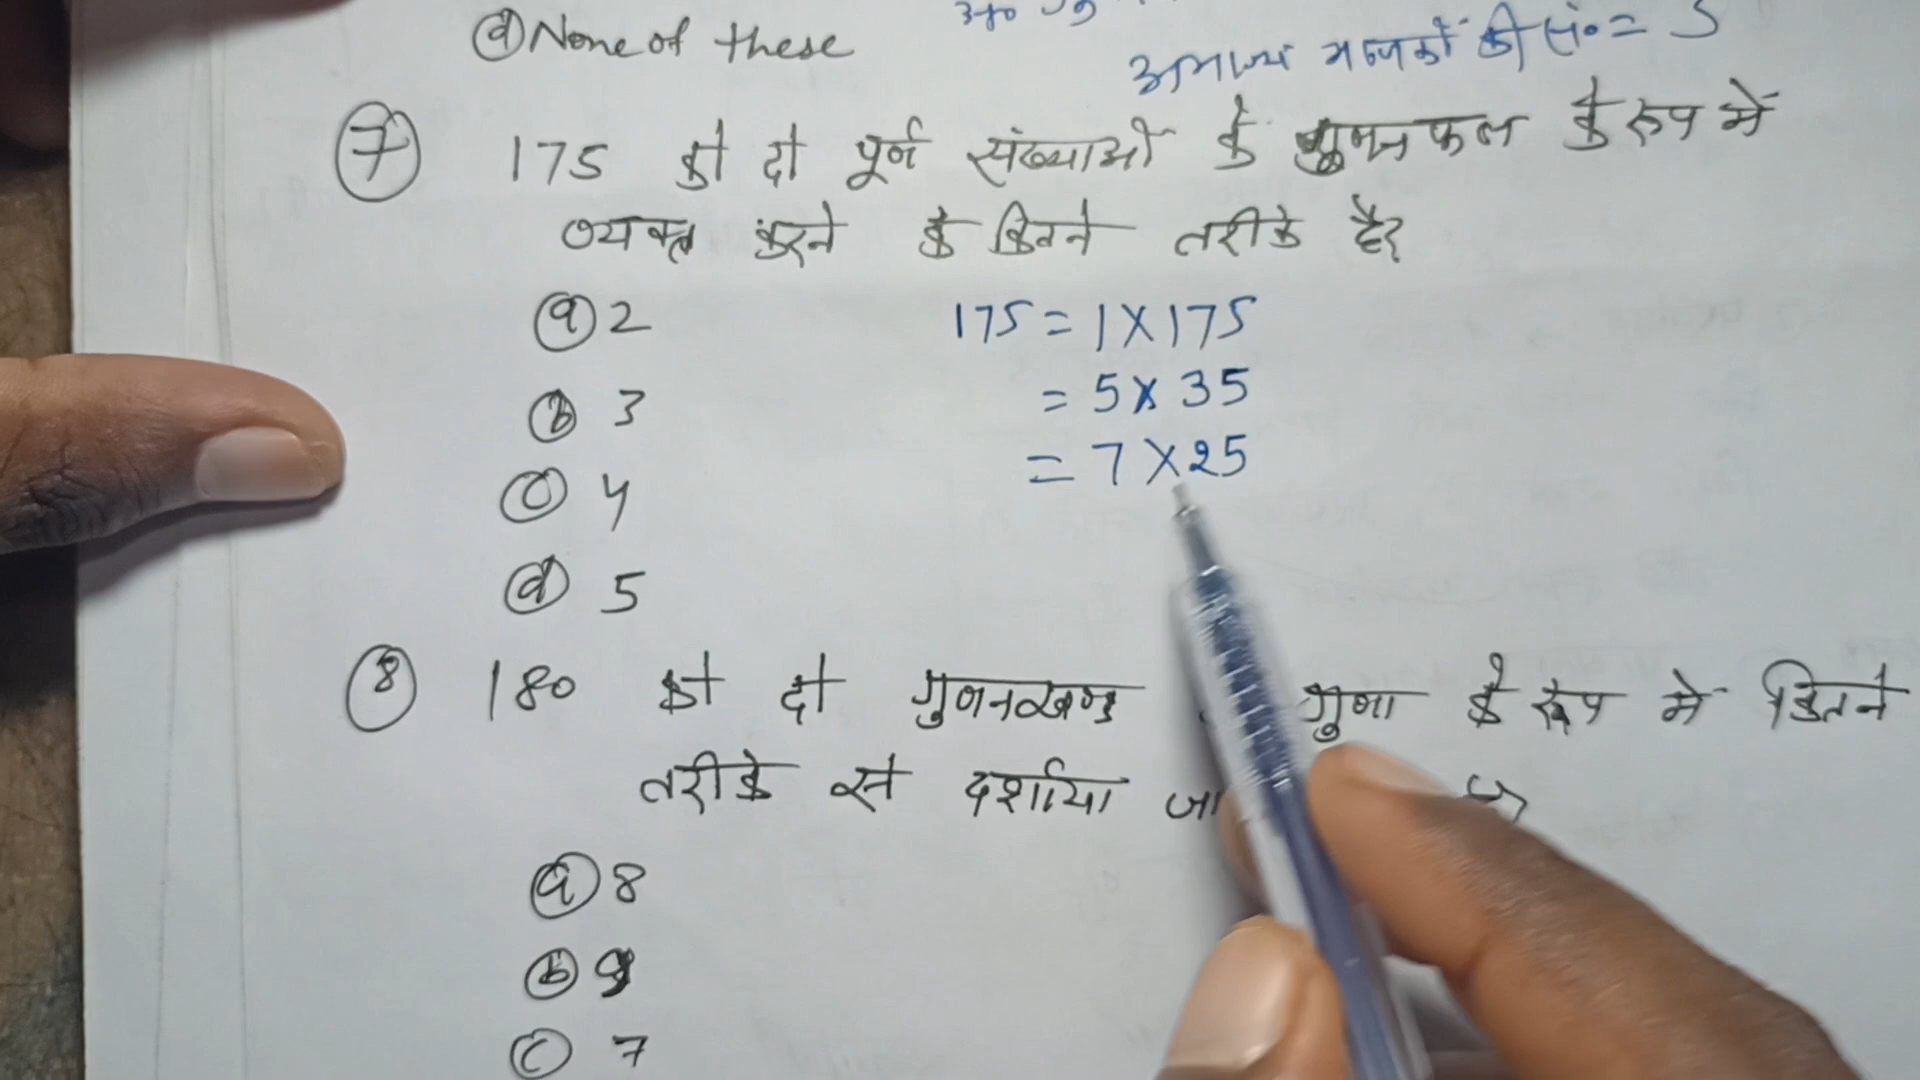 ⓓ None of these
अभाज्य भाजकों की सं० = 5
⑦ 175 को दो पूर्ण संख्याओं के गुणनफल के रूप में
व्यक्त करने के कितने तरीके है?
ⓐ 2
175 = 1 X 175
ⓑ 3
= 5 X 35
= 7 X 25
ⓒ 4
ⓓ 5
⑧ 180 को दो गुणनखण्ड गुणा के रूप में कितने
तरीके से दर्शाया जा
ⓐ 8
ⓑ 9
ⓒ 7